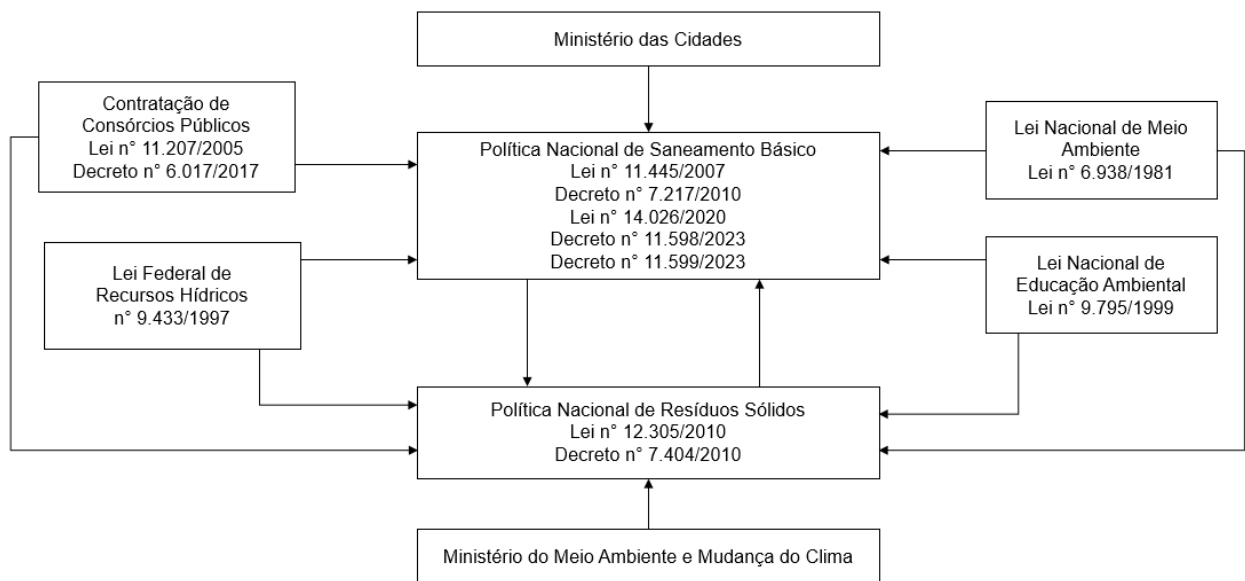 Ministério das Cidades
Contratação de
Consórcios Públicos
Lei n° 11.207/2005
Decreto n° 6.017/2017
Política Nacional de Saneamento Básico
Lei n° 11.445/2007
Decreto n° 7.217/2010
Lei n° 14.026/2020
Decreto n° 11.598/2023
Decreto n° 11.599/2023
Lei Nacional de Meio
Ambiente
Lei n° 6.938/1981
Lei Federal de
Recursos Hídricos
n° 9.433/1997
Lei Nacional de
Educação Ambiental
Lei n° 9.795/1999
Política Nacional de Resíduos Sólidos
Lei n° 12.305/2010
Decreto n° 7.404/2010
Ministério do Meio Ambiente e Mudança do Clima